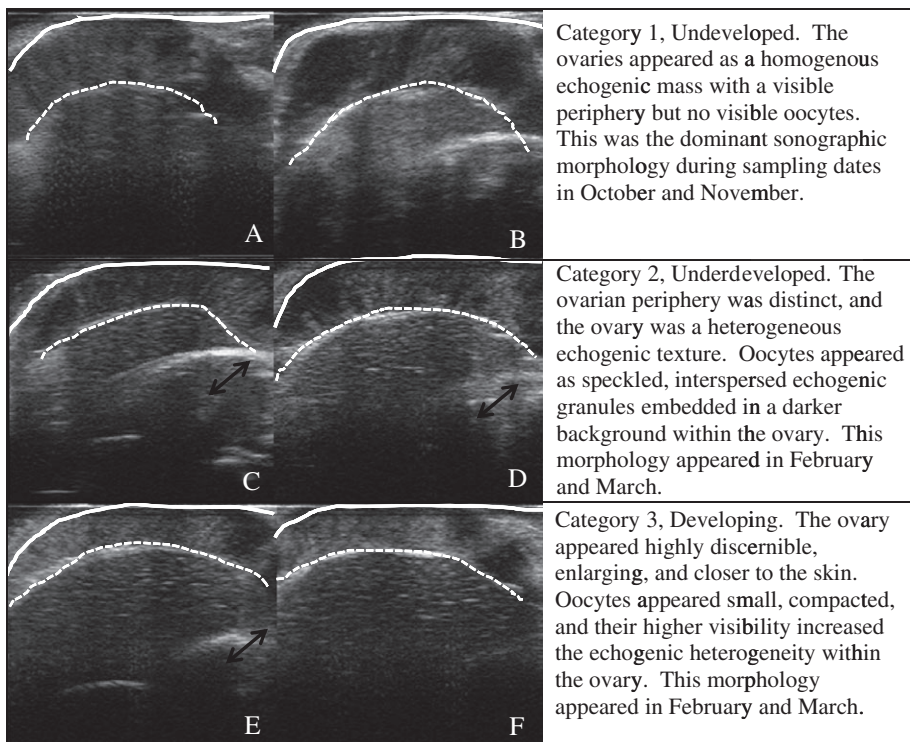 A
B
Category 1, Undeveloped. The
ovaries appeared as a homogenous
echogenic mass with a visible
periphery but no visible oocytes.
This was the dominant sonographic
morphology during sampling dates
in October and November.
C
D
Category 2, Underdeveloped. The
ovarian periphery was distinct, and
the ovary was a heterogeneous
echogenic texture. Oocytes appeared
as speckled, interspersed echogenic
granules embedded in a darker
background within the ovary. This
morphology appeared in February
and March.
E
F
Category 3, Developing. The ovary
appeared highly discernible,
enlarging, and closer to the skin.
Oocytes appeared small, compacted,
and their higher visibility increased
the echogenic heterogeneity within
the ovary. This morphology
appeared in February and March.